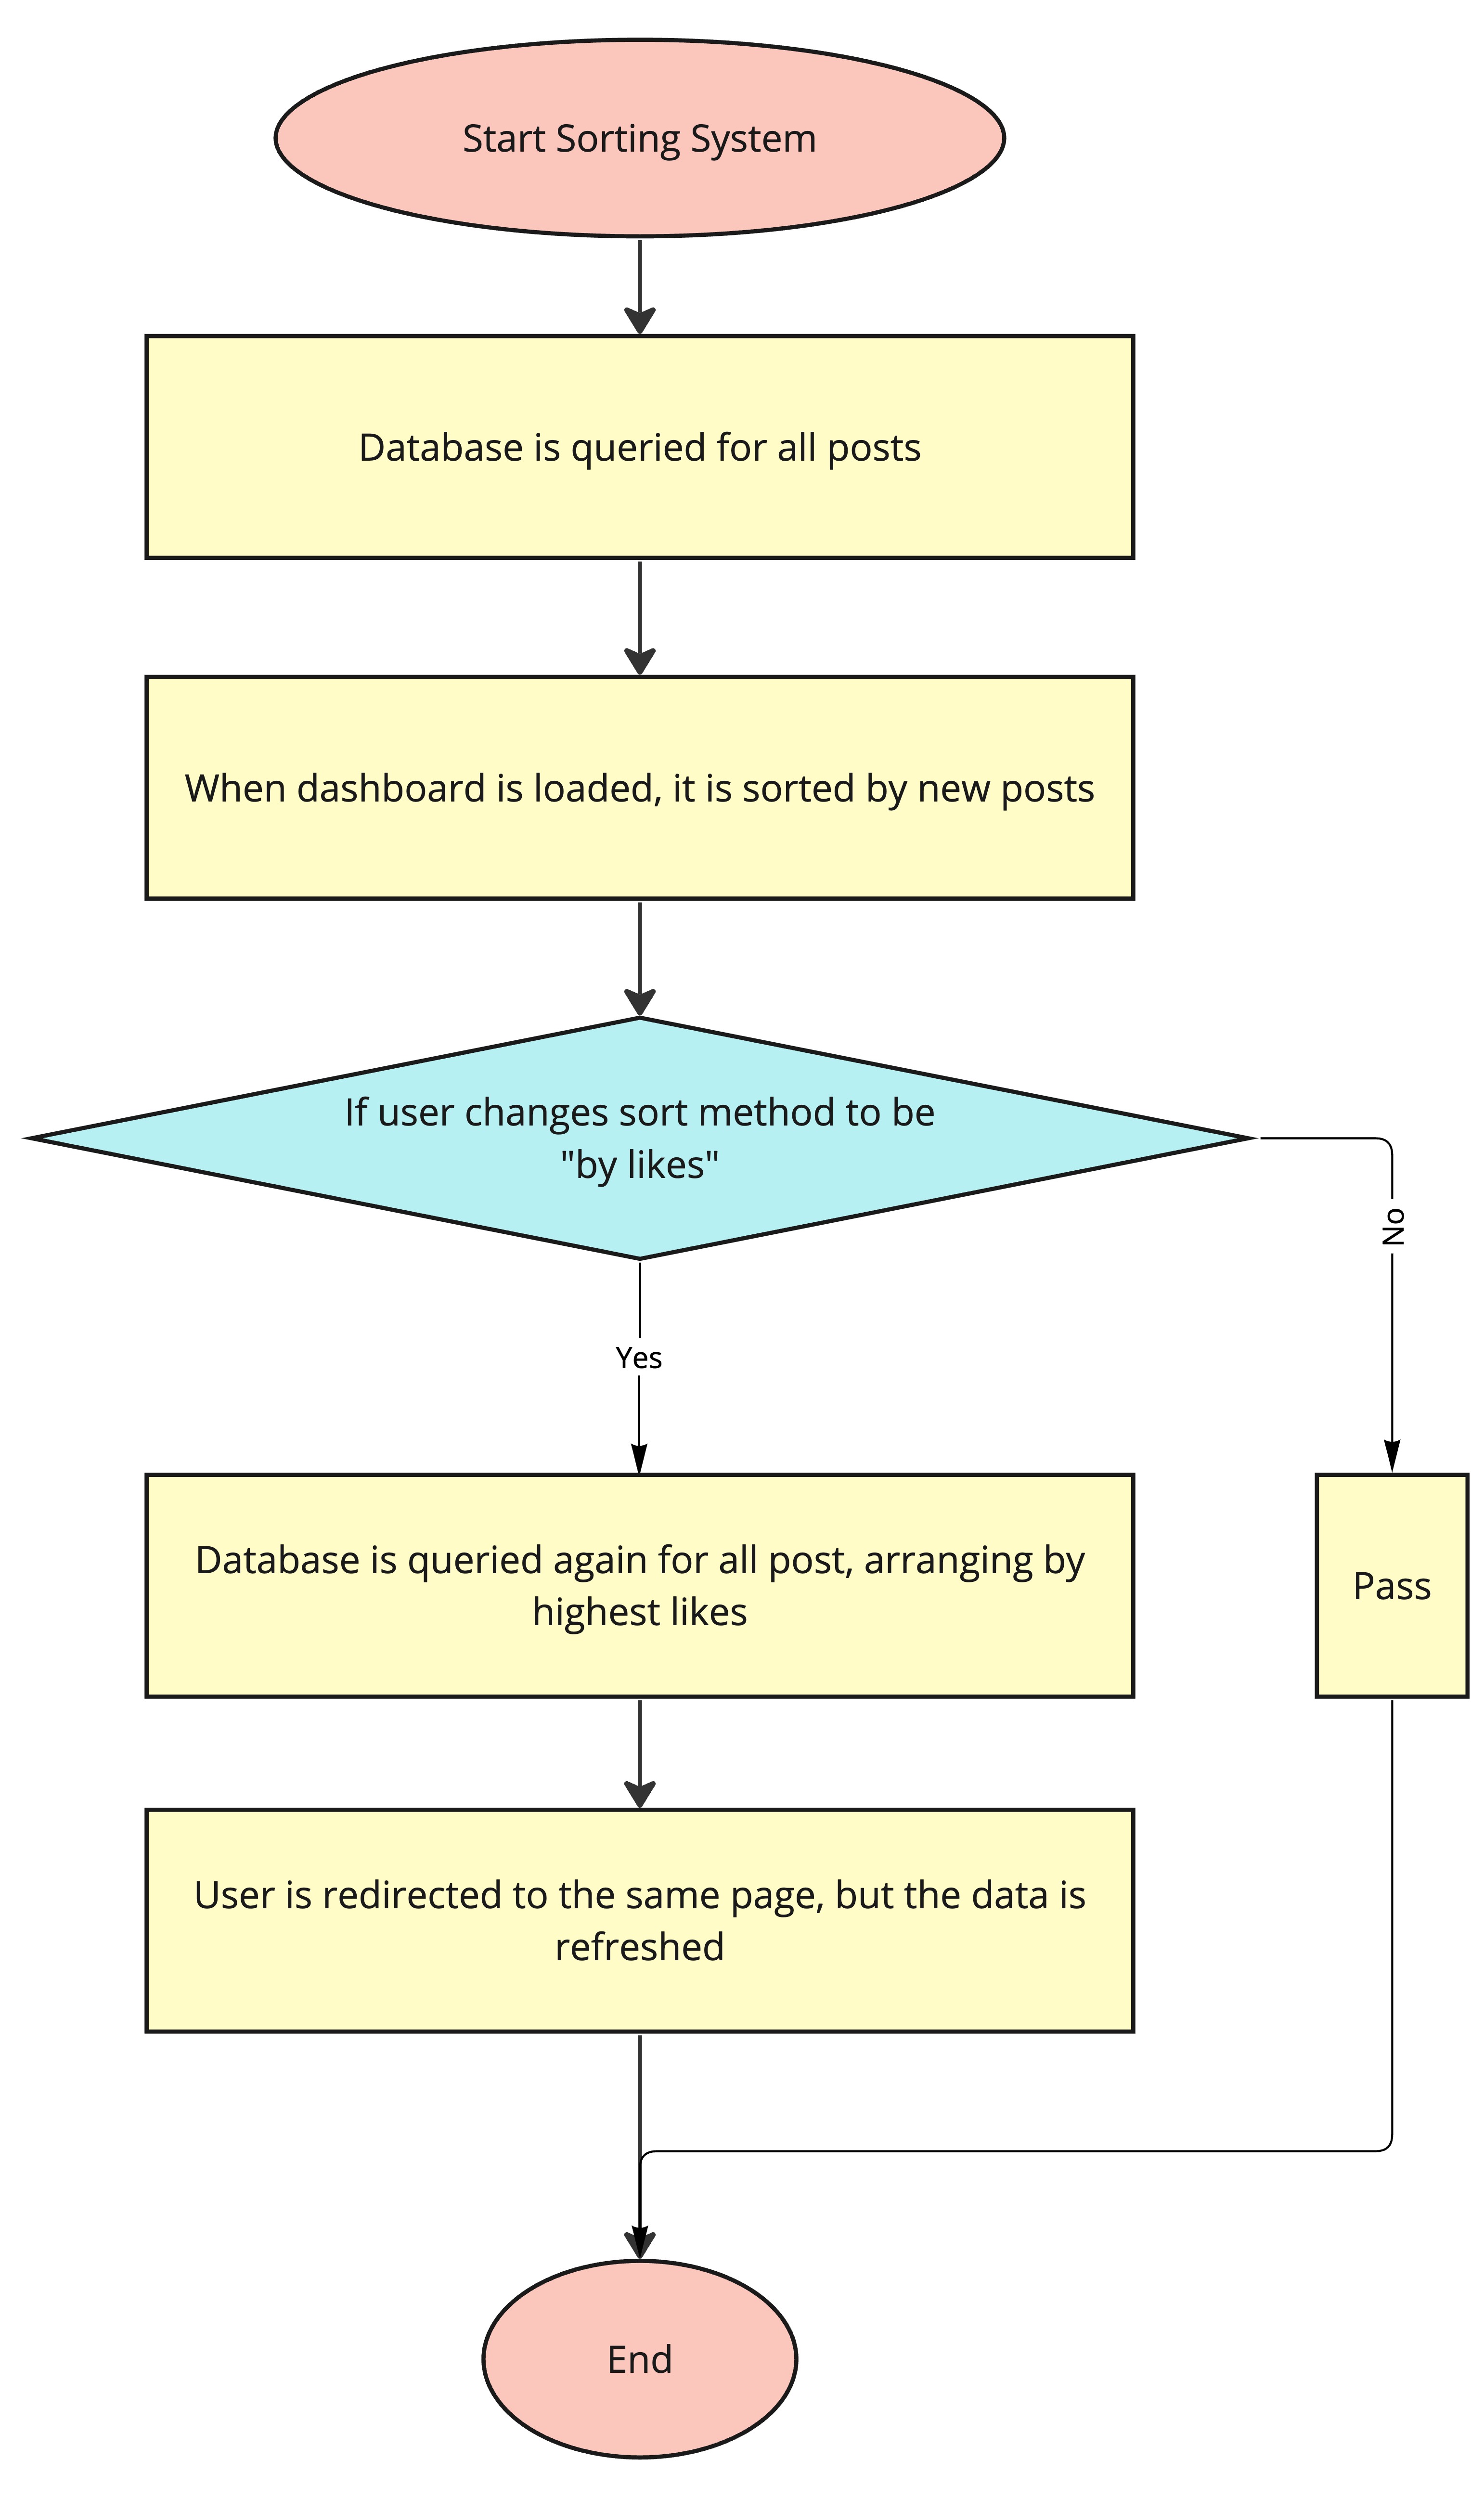 Start Sorting System
Database is queried for all posts
When dashboard is loaded, it is sorted by new posts
If user changes sort method to be
"by likes"
No
Yes
Database is queried again for all post, arranging by
highest likes
Pass
User is redirected to the same page, but the data is
refreshed
End